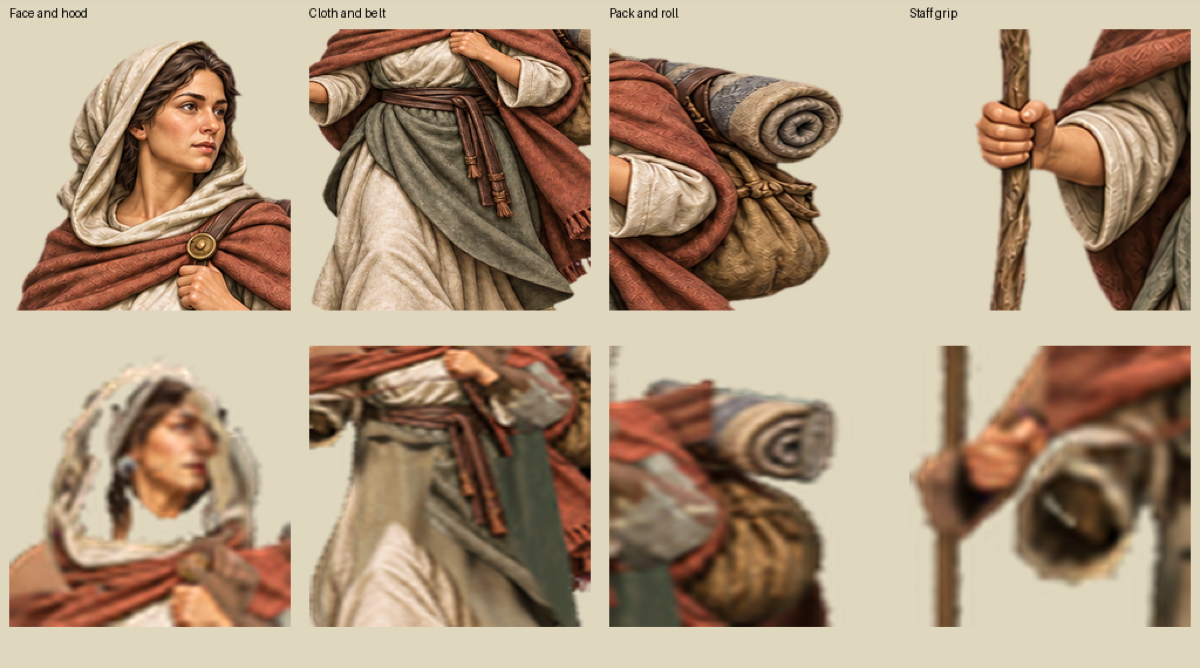 Face and hood
Cloth and belt
Pack and roll
Staff grip